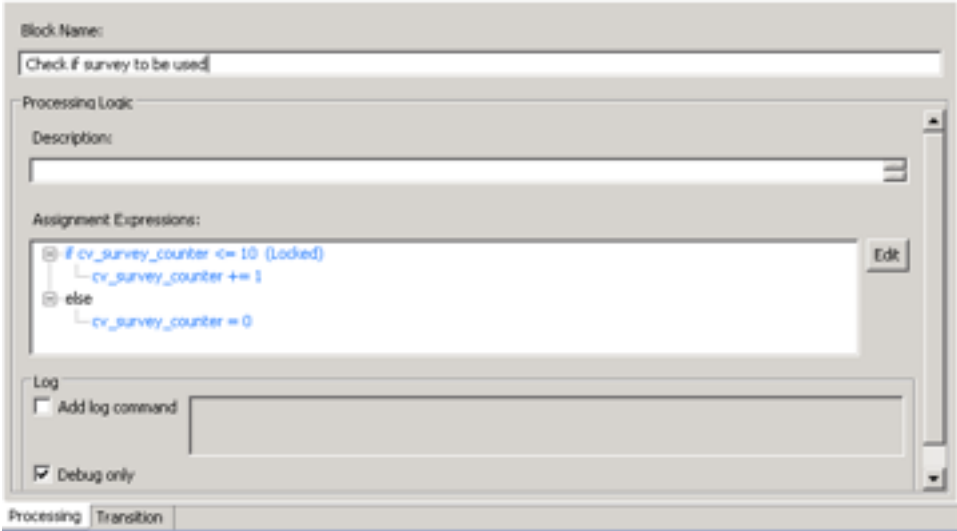 Block Name:
Check if survey to be used
Processing Logic
Description:
Assignment Expressions:
if cv_survey_counter <= 10 (Locked)
Edit
cv_survey_counter += 1
else
cv_survey_counter = 0
Log
Add log command
Debug only
Processing Transition